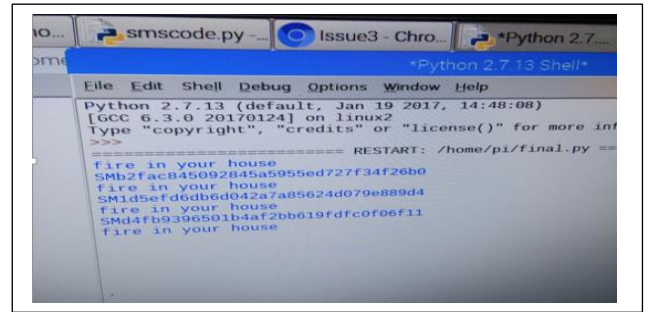 smscode.py -...
Issue3 - Chro...
*Python 2.7....
*Python 2.7.13 Shell*
File Edit Shell Debug Options Window Help
Python 2.7.13 (default, Jan 19 2017, 14:48:08)
[GCC 6.3.0 20170124] on linux2
Type "copyright", "credits" or "license()" for more inf
>>>
========================= RESTART: /home/pi/final.py ==
fire in your house
SMb2fac845092845a5955ed727f34f26b0
fire in your house
SM1d5efd6db6d042a7a85624d079e889d4
fire in your house
SMd4fb9396501b4af2bb619fdfc0f06f11
fire in your house